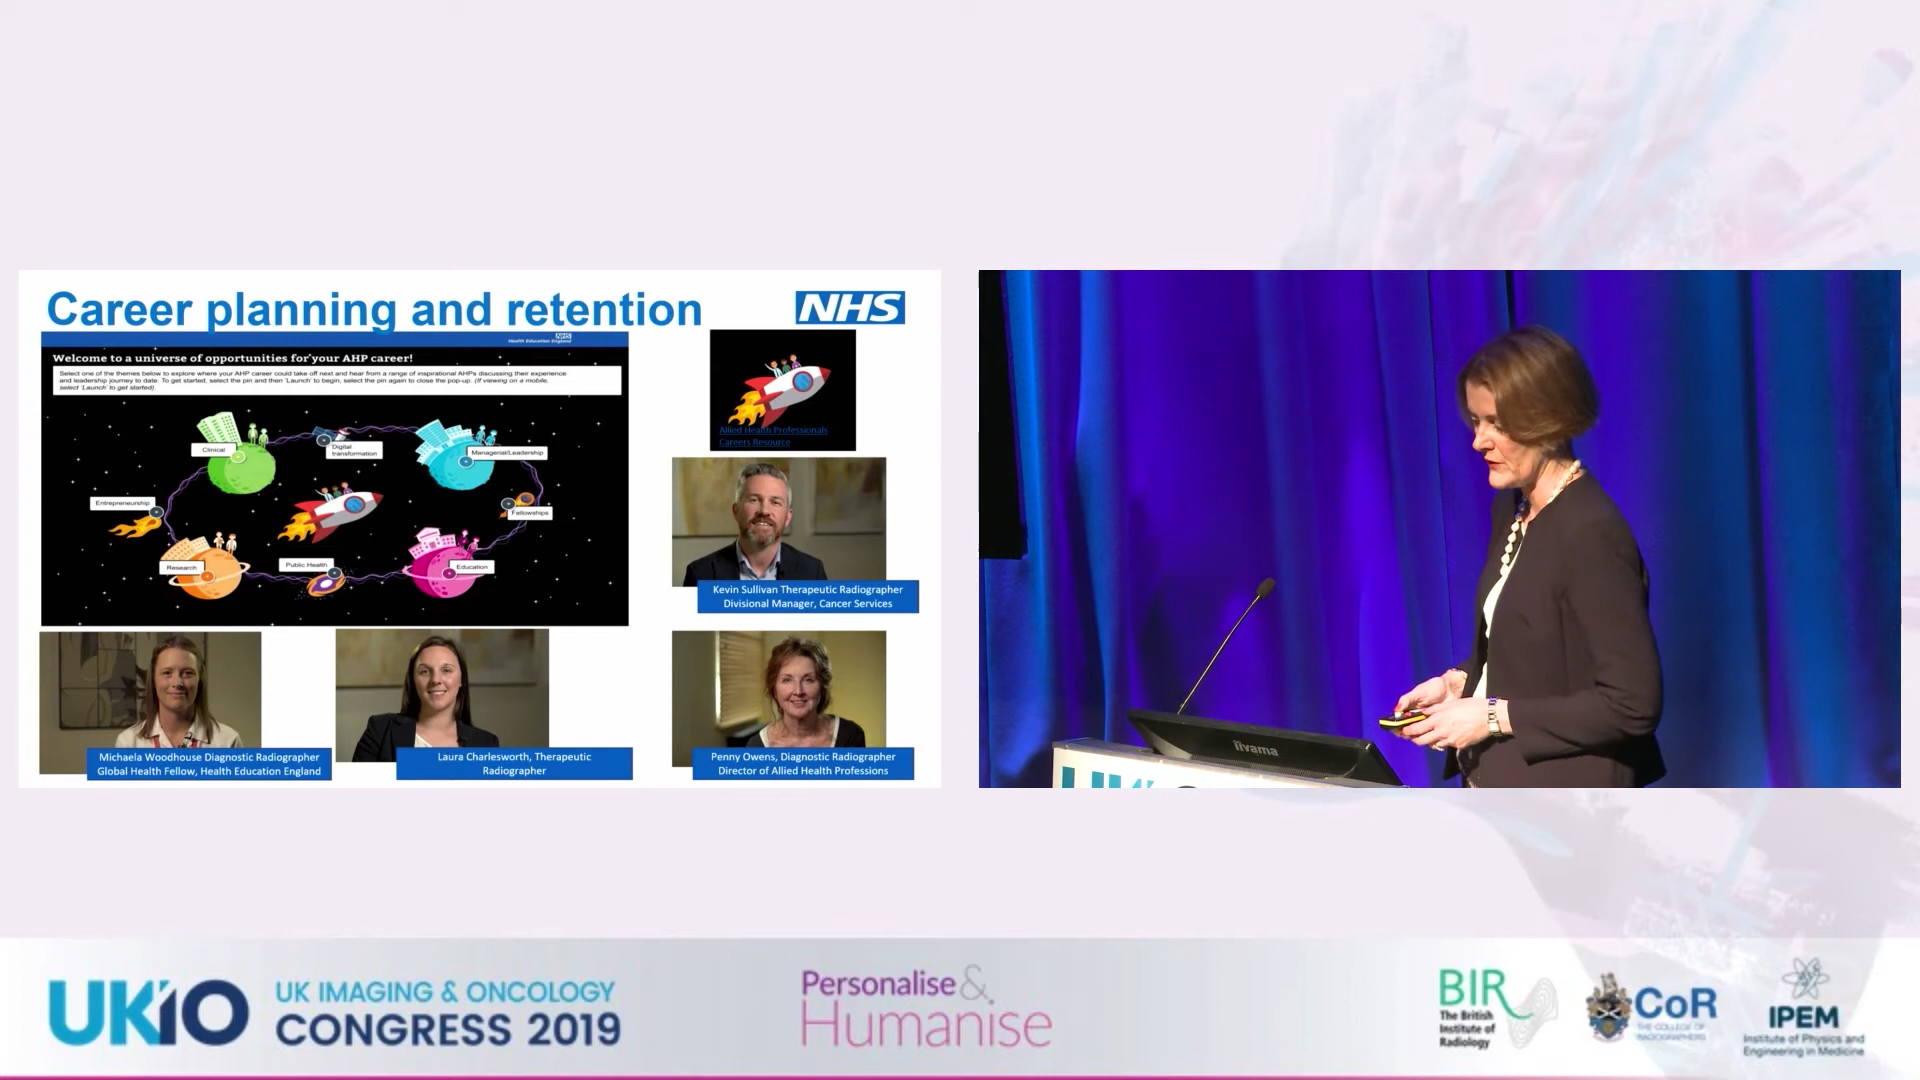 Career planning and retention
NHS
NHS
Health Education England
Welcome to a universe of opportunities for your AHP career!
Select one of the themes below to explore where your AHP career could take off next and hear from a range of inspirational AHPs discussing their experience
and leadership journey to date. To get started, select the pin and then 'Launch' to begin; select the pin again to close the pop-up. (If viewing on a mobile,
select 'Launch' to get started).
Clinical
Digital
transformation
Managerial/Leadership
Entrepreneurship
Fellowships
Research
Public Health
Education
Allied Health Professionals
Careers Resource
Kevin Sullivan Therapeutic Radiographer
Divisional Manager, Cancer Services
Michaela Woodhouse Diagnostic Radiographer
Global Health Fellow, Health Education England
Laura Charlesworth, Therapeutic
Radiographer
Penny Owens, Diagnostic Radiographer
Director of Allied Health Professions
iiyama
UKiO
UK IMAGING & ONCOLOGY
CONGRESS 2019
Personalise &
Humanise
BIR
The British
Institute of
Radiology
CoR
THE COLLEGE OF
RADIOGRAPHERS
IPEM
Institute of Physics and
Engineering in Medicine